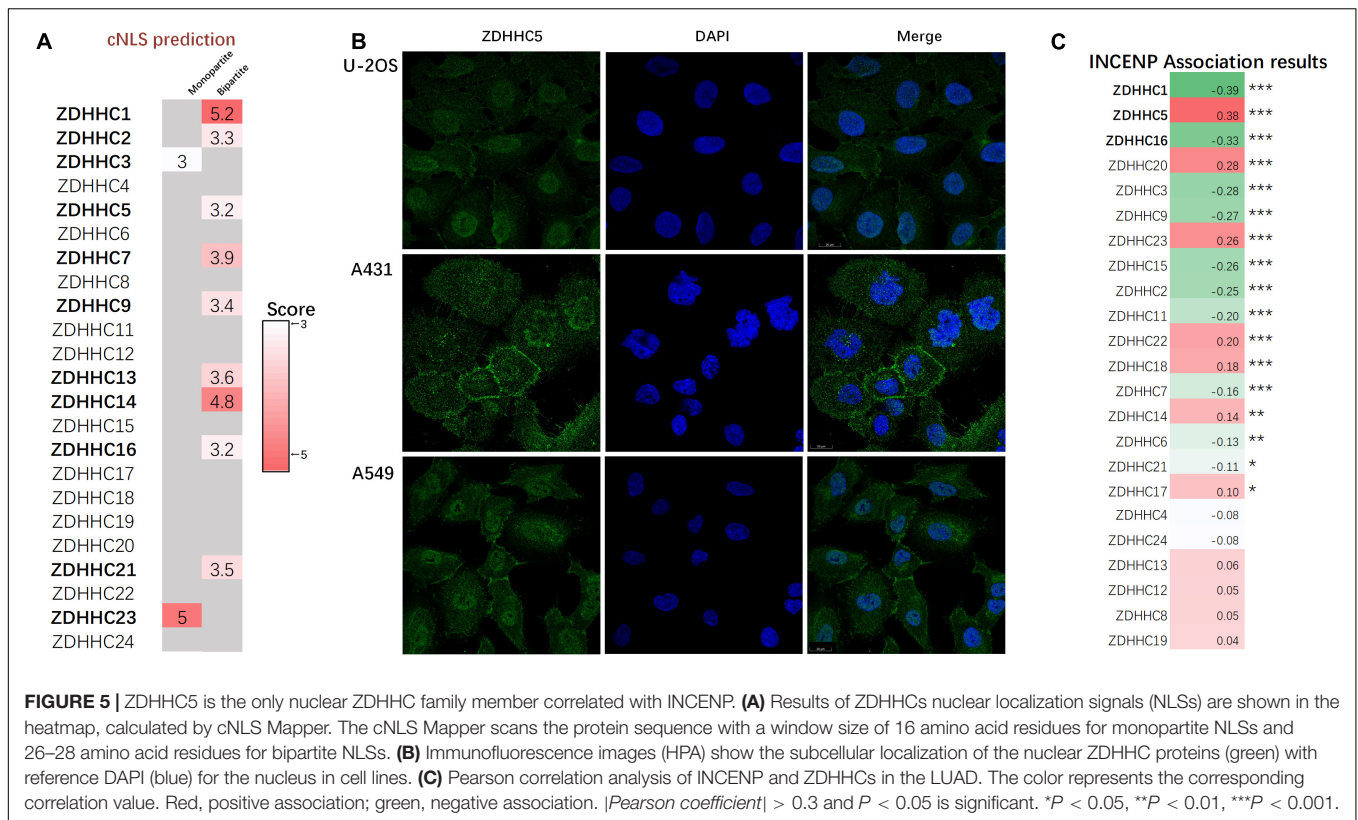 A
cNLS prediction
Monopartite
Bipartite
ZDHHC1 5.2
ZDHHC2 3.3
ZDHHC3 3
ZDHHC4
ZDHHC5 3.2
ZDHHC6
ZDHHC7 3.9
ZDHHC8
ZDHHC9 3.4
ZDHHC11
ZDHHC12
ZDHHC13 3.6
ZDHHC14 4.8
ZDHHC15
ZDHHC16 3.2
ZDHHC17
ZDHHC18
ZDHHC19
ZDHHC20
ZDHHC21 3.5
ZDHHC22
ZDHHC23 5
ZDHHC24
Score
←3
←5
B
ZDHHC5 DAPI Merge
U-2OS
A431
A549
C
INCENP Association results
ZDHHC1 -0.39 ***
ZDHHC5 0.38 ***
ZDHHC16 -0.33 ***
ZDHHC20 0.28 ***
ZDHHC3 -0.28 ***
ZDHHC9 -0.27 ***
ZDHHC23 0.26 ***
ZDHHC15 -0.26 ***
ZDHHC2 -0.25 ***
ZDHHC11 -0.20 ***
ZDHHC22 0.20 ***
ZDHHC18 0.18 ***
ZDHHC7 -0.16 ***
ZDHHC14 0.14 **
ZDHHC6 -0.13 **
ZDHHC21 -0.11 *
ZDHHC17 0.10 *
ZDHHC4 -0.08
ZDHHC24 -0.08
ZDHHC13 0.06
ZDHHC12 0.05
ZDHHC8 0.05
ZDHHC19 0.04
FIGURE 5 | ZDHHC5 is the only nuclear ZDHHC family member correlated with INCENP. (A) Results of ZDHHCs nuclear localization signals (NLSs) are shown in the
heatmap, calculated by cNLS Mapper. The cNLS Mapper scans the protein sequence with a window size of 16 amino acid residues for monopartite NLSs and
26–28 amino acid residues for bipartite NLSs. (B) Immunofluorescence images (HPA) show the subcellular localization of the nuclear ZDHHC proteins (green) with
reference DAPI (blue) for the nucleus in cell lines. (C) Pearson correlation analysis of INCENP and ZDHHCs in the LUAD. The color represents the corresponding
correlation value. Red, positive association; green, negative association. |Pearson coefficient| > 0.3 and P < 0.05 is significant. *P < 0.05, **P < 0.01, ***P < 0.001.